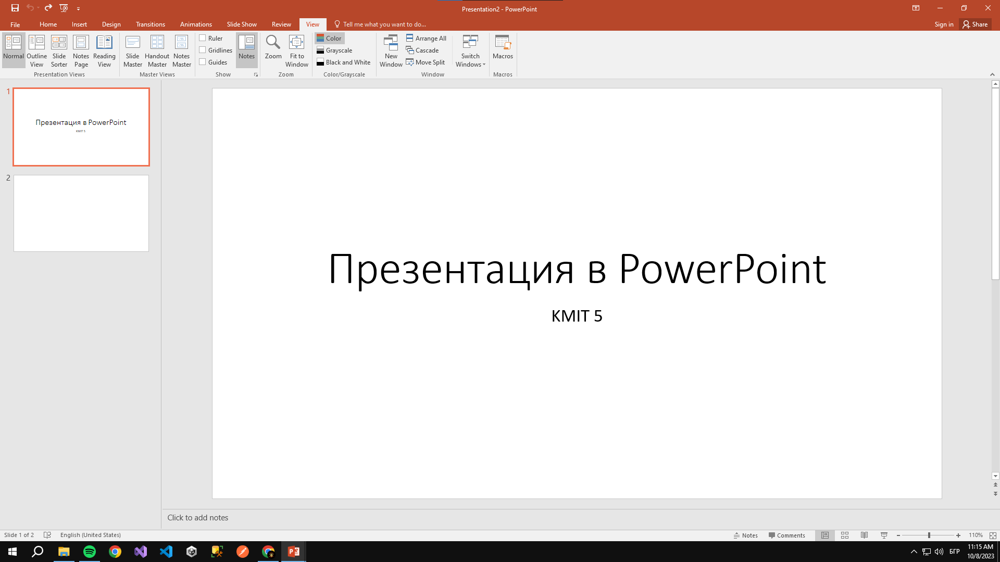 Presentation2 - PowerPoint
File Home Insert Design Transitions Animations Slide Show Review View Tell me what you want to do... Sign in Share
Normal
Outline View
Slide Sorter
Notes Page
Reading View
Presentation Views
Slide Master
Handout Master
Notes Master
Master Views
Ruler
Gridlines
Guides
Notes
Show
Zoom
Fit to Window
Zoom
Color
Grayscale
Black and White
Color/Grayscale
New Window
Arrange All
Cascade
Move Split
Switch Windows
Window
Macros
Macros
1
Презентация в PowerPoint
КМІТ 5
2
Презентация в PowerPoint
КМІТ 5
Click to add notes
Slide 1 of 2 English (United States) Notes Comments 110%
БГР 11:15 AM
10/8/2023